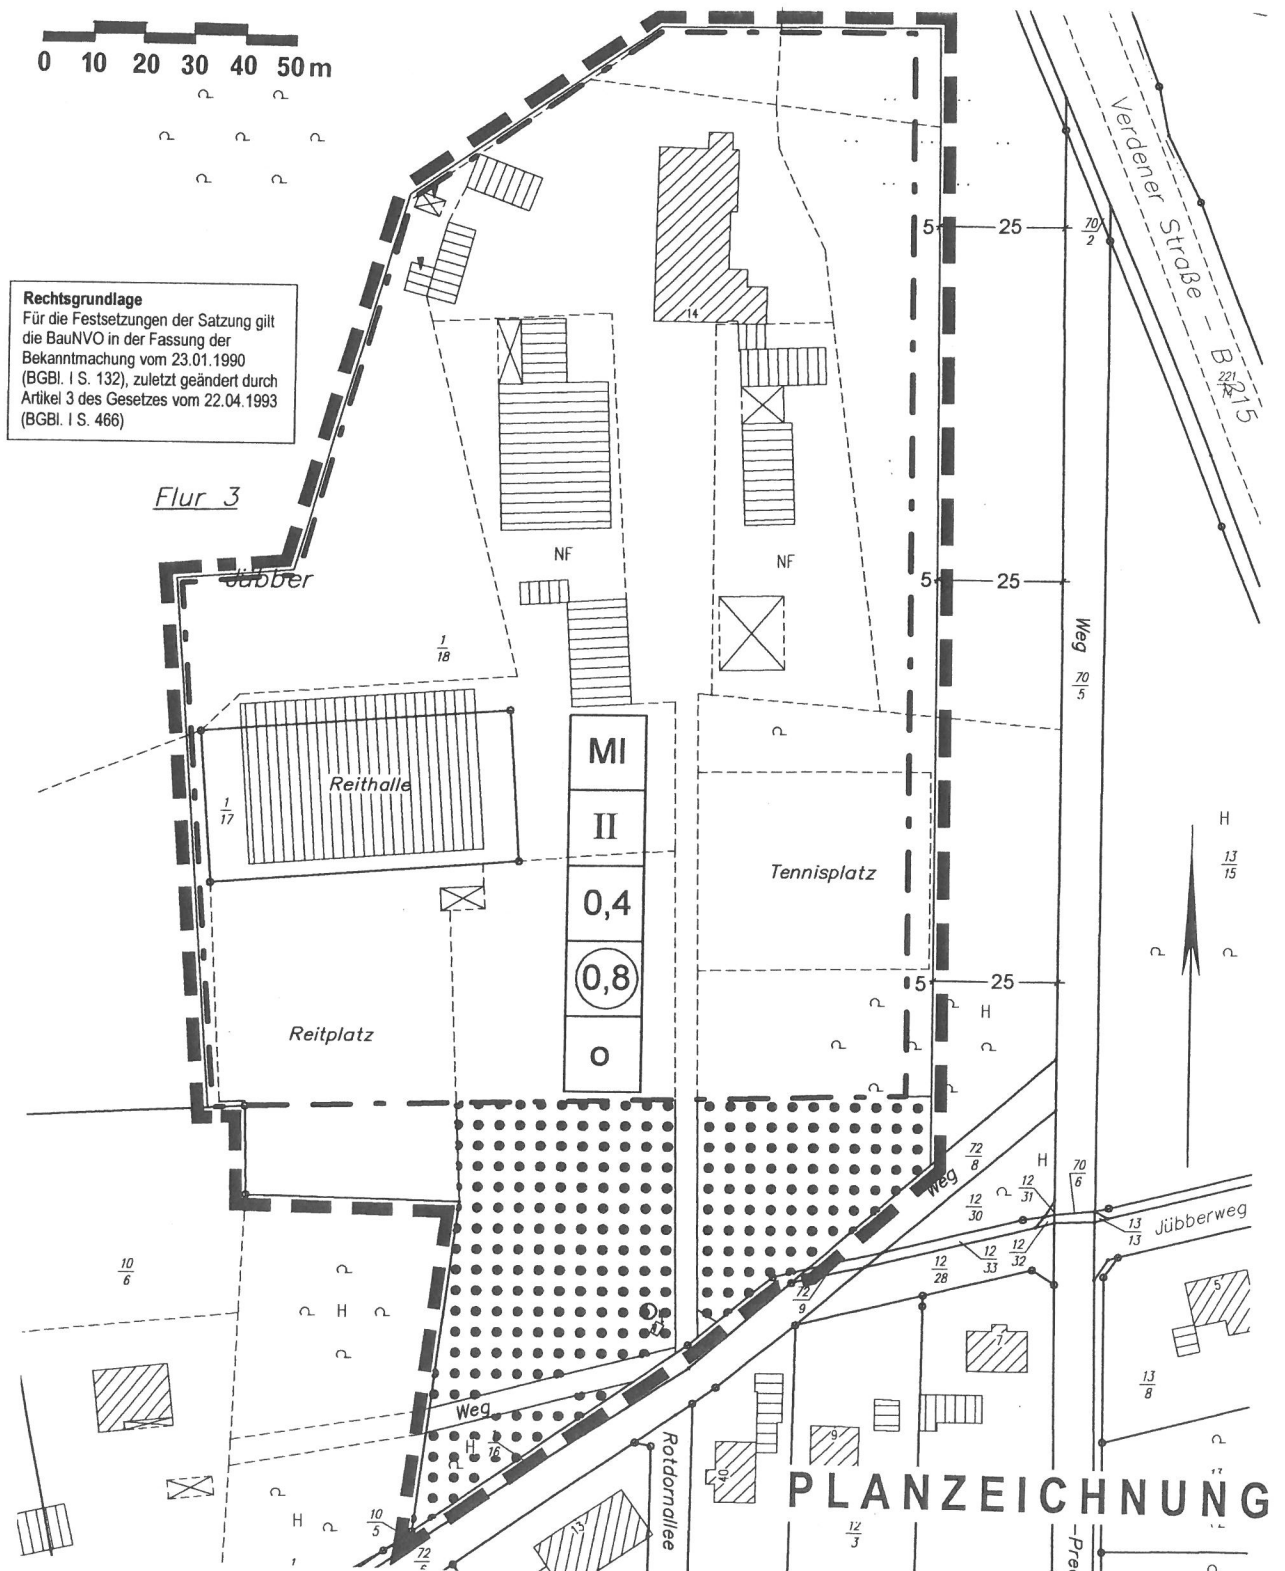 0 10 20 30 40 50 m
Verdener Straße - B 215
5 25
70/2
Rechtsgrundlage
Für die Festsetzungen der Satzung gilt
die BauNVO in der Fassung der
Bekanntmachung vom 23.01.1990
(BGBl. I S. 132), zuletzt geändert durch
Artikel 3 des Gesetzes vom 22.04.1993
(BGBl. I S. 466)
14
Flur 3
NF
NF
Jübber
5 25
1/18
Weg
70/5
MI
II
0,4
0,8
o
Reithalle
1/17
Tennisplatz
H
13/15
Reitplatz
5 25
H
72/8
Weg
H
12/31
70/6
12/30
13/13
Jübberweg
12/33
12/32
12/28
72/9
10/6
H
5
7
13/8
Weg
H
16
Rotdornallee
40
9
PLANZEICHNUNG
10/5
H
13
12/3
72
1